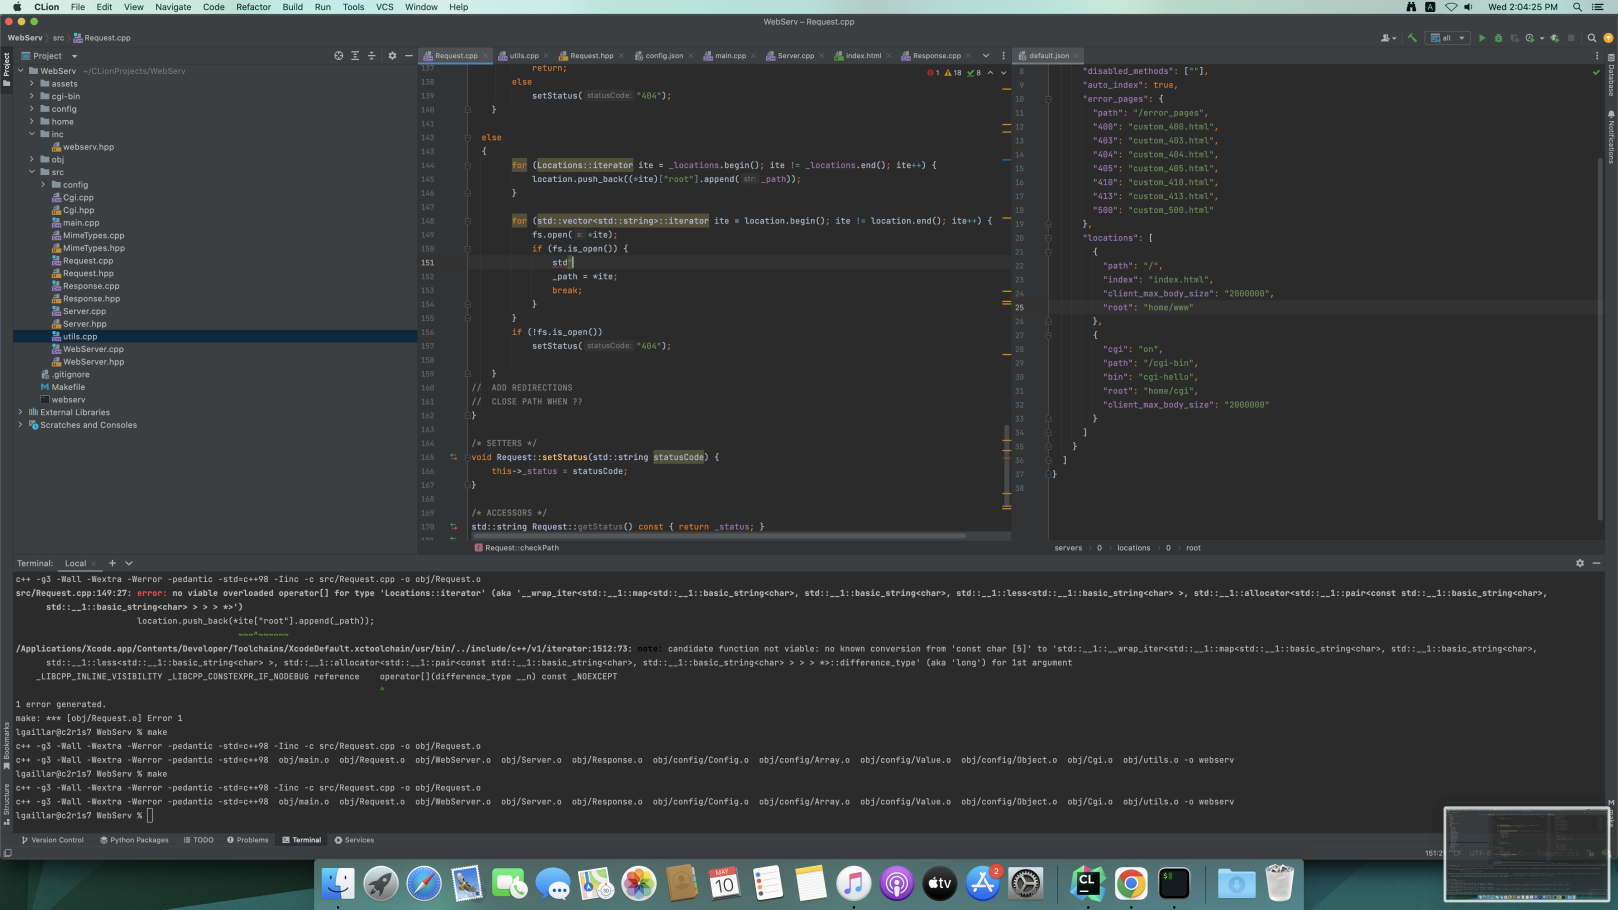 CLion File Edit View Navigate Code Refactor Build Run Tools VCS Window Help
Wed 2:04:25 PM
WebServ – Request.cpp
WebServ src Request.cpp
all
Project
Request.cpp utils.cpp Request.hpp config.json main.cpp Server.cpp index.html Response.cpp
default.json
Project
WebServ ~/CLionProjects/WebServ
assets
cgi-bin
config
home
inc
webserv.hpp
obj
src
config
Cgi.cpp
Cgi.hpp
main.cpp
MimeTypes.cpp
MimeTypes.hpp
Request.cpp
Request.hpp
Response.cpp
Response.hpp
Server.cpp
Server.hpp
utils.cpp
WebServer.cpp
WebServer.hpp
.gitignore
Makefile
webserv
External Libraries
Scratches and Consoles
1 18 8
137 return;
138 else
139 setStatus( statusCode: "404");
140 }
141
142 else
143 {
144 for (Locations::iterator ite = _locations.begin(); ite != _locations.end(); ite++) {
145 location.push_back((*ite)["root"].append( str: _path));
146 }
147
148 for (std::vector<std::string>::iterator ite = location.begin(); ite != location.end(); ite++) {
149 fs.open( s: *ite);
150 if (fs.is_open()) {
151 std"
152 _path = *ite;
153 break;
154 }
155 }
156 if (!fs.is_open())
157 setStatus( statusCode: "404");
158
159 }
160 // ADD REDIRECTIONS
161 // CLOSE PATH WHEN ??
162 }
163
164 /* SETTERS */
165 void Request::setStatus(std::string statusCode) {
166 this->_status = statusCode;
167 }
168
169 /* ACCESSORS */
170 std::string Request::getStatus() const { return _status; }
Request::checkPath
8 "disabled_methods": [""],
9 "auto_index": true,
10 "error_pages": {
11 "path": "/error_pages",
12 "400": "custom_400.html",
13 "403": "custom_403.html",
14 "404": "custom_404.html",
15 "405": "custom_405.html",
16 "410": "custom_410.html",
17 "413": "custom_413.html",
18 "500": "custom_500.html"
19 },
20 "locations": [
21 {
22 "path": "/",
23 "index": "index.html",
24 "client_max_body_size": "2000000",
25 "root": "home/www"
26 },
27 {
28 "cgi": "on",
29 "path": "/cgi-bin",
30 "bin": "cgi-hello",
31 "root": "home/cgi",
32 "client_max_body_size": "2000000"
33 }
34 ]
35 }
36 ]
37 }
38
servers 0 locations 0 root
Database
Notifications
Terminal: Local
c++ -g3 -Wall -Wextra -Werror -pedantic -std=c++98 -Iinc -c src/Request.cpp -o obj/Request.o
src/Request.cpp:149:27: error: no viable overloaded operator[] for type 'Locations::iterator' (aka '__wrap_iter<std::__1::map<std::__1::basic_string<char>, std::__1::basic_string<char>, std::__1::less<std::__1::basic_string<char> >, std::__1::allocator<std::__1::pair<const std::__1::basic_string<char>,
std::__1::basic_string<char> > > > *>')
location.push_back(*ite["root"].append(_path));
~~~^~~~~~~
/Applications/Xcode.app/Contents/Developer/Toolchains/XcodeDefault.xctoolchain/usr/bin/../include/c++/v1/iterator:1512:73: note: candidate function not viable: no known conversion from 'const char [5]' to 'std::__1::__wrap_iter<std::__1::map<std::__1::basic_string<char>, std::__1::basic_string<char>,
std::__1::less<std::__1::basic_string<char> >, std::__1::allocator<std::__1::pair<const std::__1::basic_string<char>, std::__1::basic_string<char> > > > *>::difference_type' (aka 'long') for 1st argument
_LIBCPP_INLINE_VISIBILITY _LIBCPP_CONSTEXPR_IF_NODEBUG reference operator[](difference_type __n) const _NOEXCEPT
^
1 error generated.
make: *** [obj/Request.o] Error 1
lgaillar@c2r1s7 WebServ % make
c++ -g3 -Wall -Wextra -Werror -pedantic -std=c++98 -Iinc -c src/Request.cpp -o obj/Request.o
c++ -g3 -Wall -Wextra -Werror -pedantic -std=c++98 obj/main.o obj/Request.o obj/WebServer.o obj/Server.o obj/Response.o obj/config/Config.o obj/config/Array.o obj/config/Value.o obj/config/Object.o obj/Cgi.o obj/utils.o -o webserv
lgaillar@c2r1s7 WebServ % make
c++ -g3 -Wall -Wextra -Werror -pedantic -std=c++98 -Iinc -c src/Request.cpp -o obj/Request.o
c++ -g3 -Wall -Wextra -Werror -pedantic -std=c++98 obj/main.o obj/Request.o obj/WebServer.o obj/Server.o obj/Response.o obj/config/Config.o obj/config/Array.o obj/config/Value.o obj/config/Object.o obj/Cgi.o obj/utils.o -o webserv
lgaillar@c2r1s7 WebServ %
Bookmarks
Structure
Version Control Python Packages TODO Problems Terminal Services
MAY
10
2
tv
CL